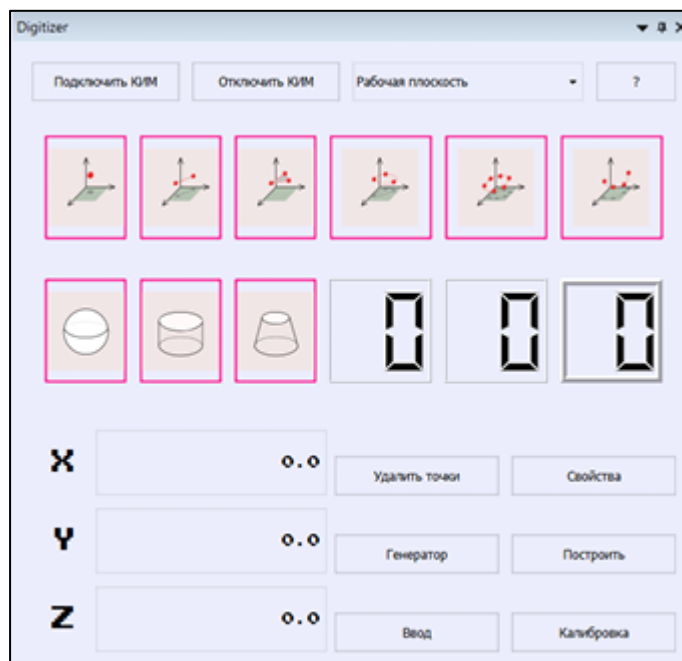 Digitizer
Подключить КИМ Отключить КИМ Рабочая плоскость ?
0 0 0
X 0.0
Удалить точки Свойства
Y 0.0
Генератор Построить
Z 0.0
Ввод Калибровка